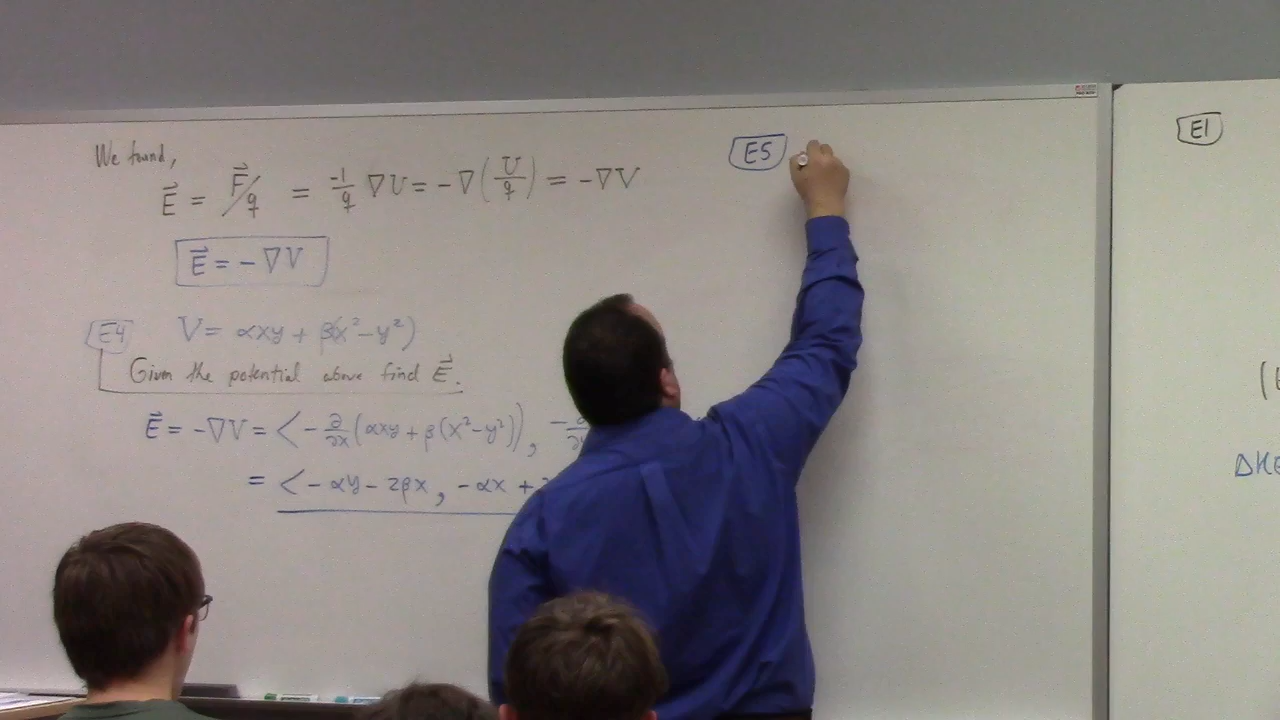 We found,
E⃗ = F⃗/q = -1/q ∇U = -∇(U/q) = -∇V
E⃗ = -∇V
E4 V = αxy + β(x²-y²)
Given the potential above find E⃗.
E⃗ = -∇V = < -∂/∂x(αxy + β(x²-y²)), -∂
= < -αy - 2βx, -αx +
E5
E1
ΔKE